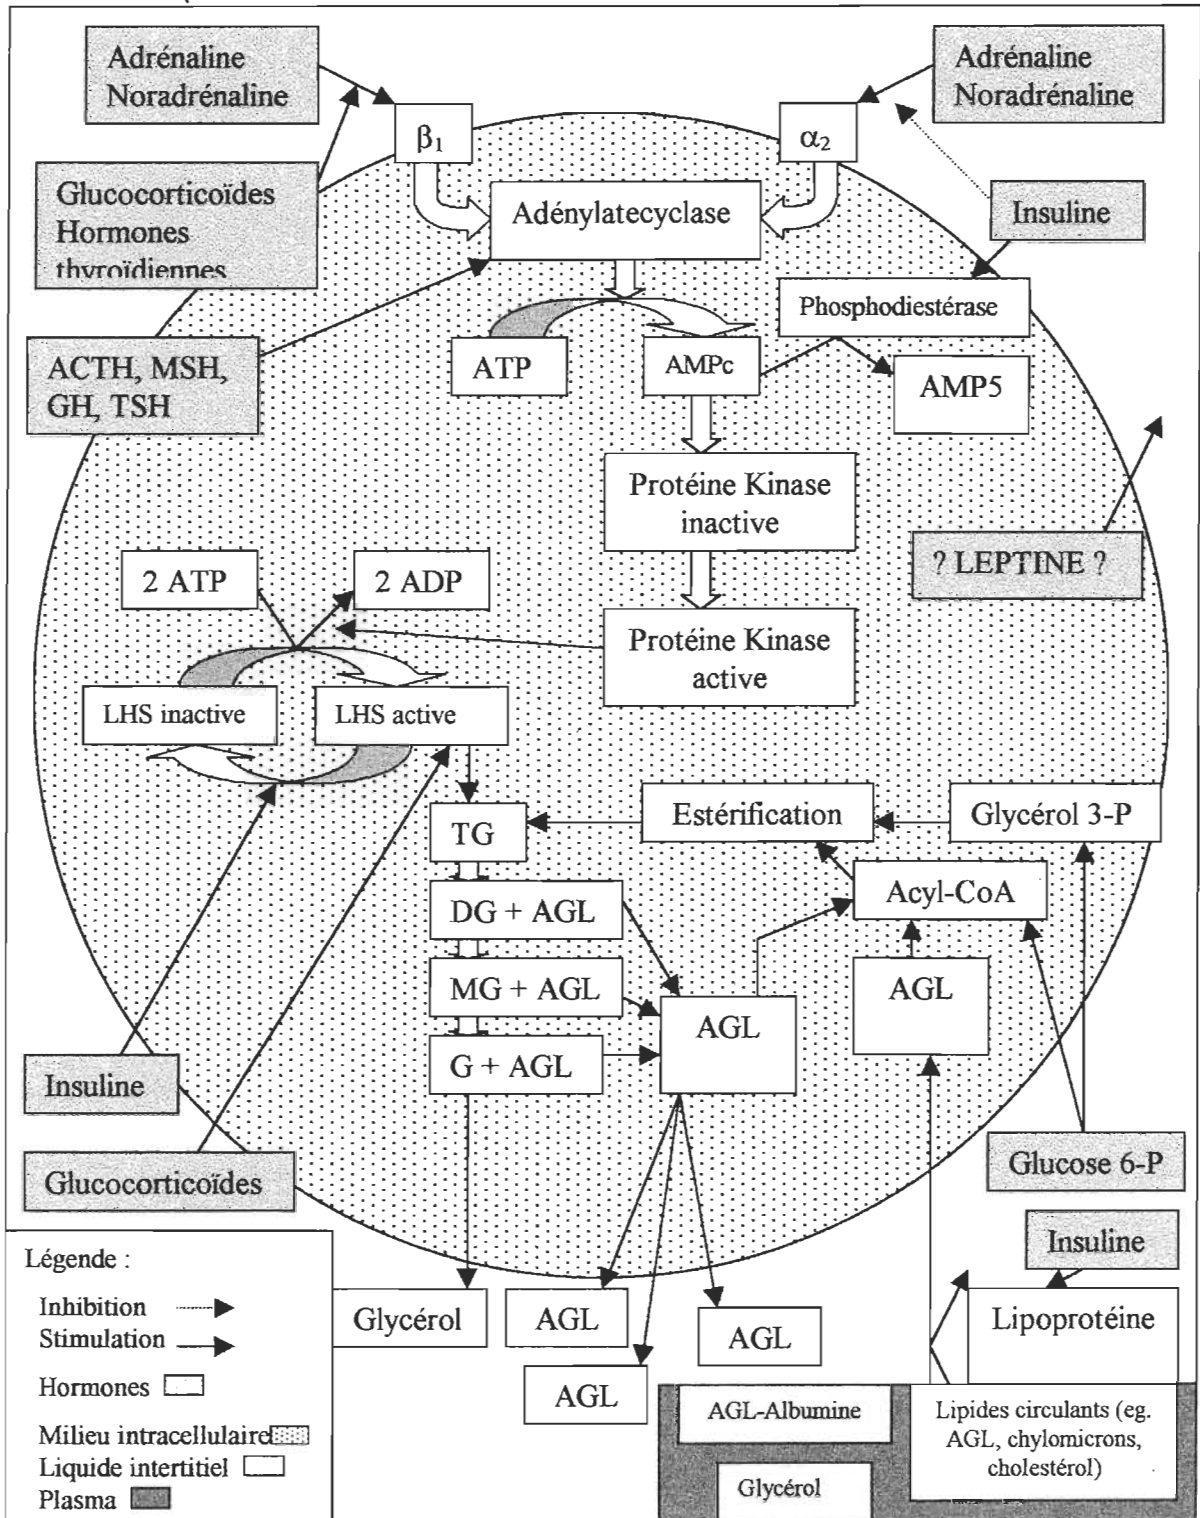 Adrénaline
Noradrénaline
Adrénaline
Noradrénaline
β1
α2
Glucocorticoïdes
Hormones
thyroïdiennes
Adénylatecyclase
Insuline
Phosphodiestérase
ACTH, MSH,
GH, TSH
ATP
AMPc
AMP5
Protéine Kinase
inactive
? LEPTINE ?
2 ATP
2 ADP
Protéine Kinase
active
LHS inactive
LHS active
TG
Estérification
Glycérol 3-P
Acyl-CoA
DG + AGL
MG + AGL
AGL
AGL
G + AGL
Insuline
Glucocorticoïdes
Glucose 6-P
Légende :
Inhibition
Stimulation
Hormones
Milieu intracellulaire
Liquide intertitiel
Plasma
Glycérol
AGL
AGL
AGL
Insuline
Lipoprotéine
AGL-Albumine
Glycérol
Lipides circulants (eg.
AGL, chylomicrons,
cholestérol)